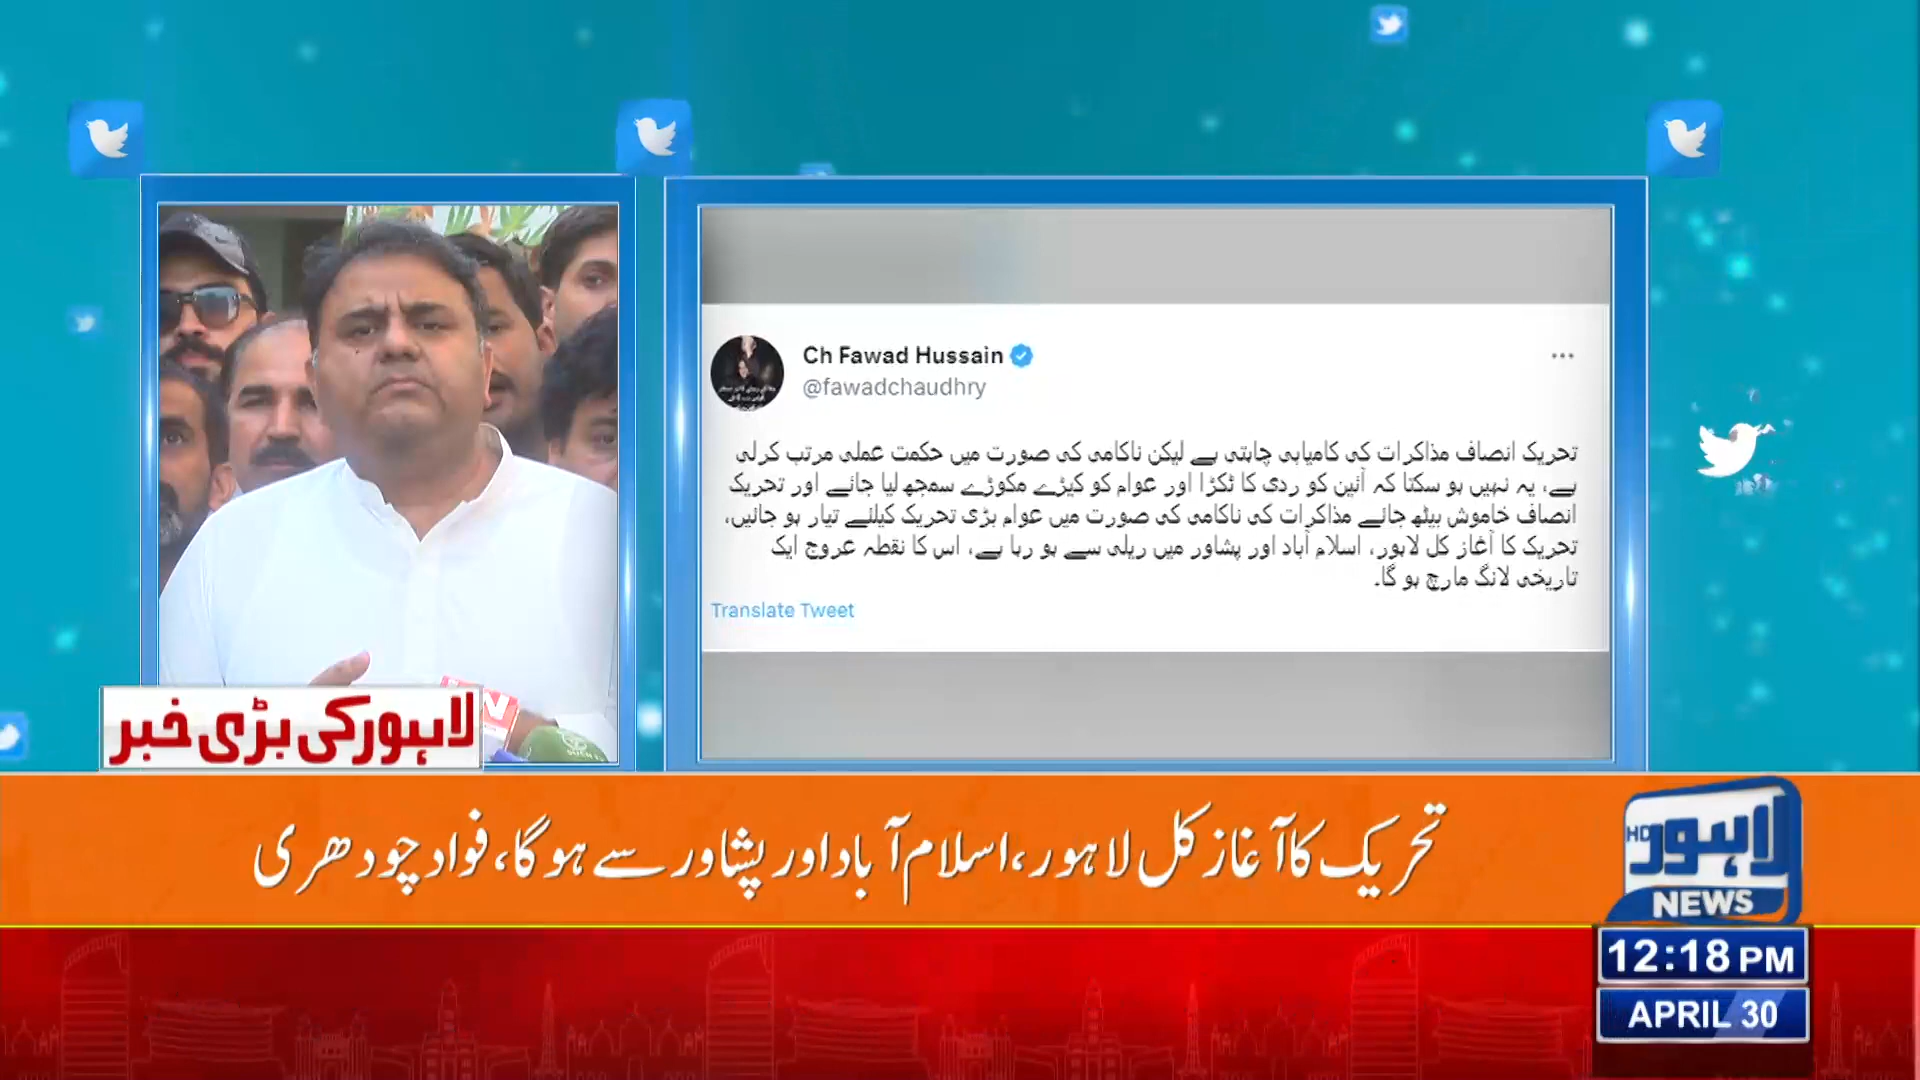 Ch Fawad Hussain
@fawadchaudhry
تحریک انصاف مذاکرات کی کامیابی چاہتی ہے لیکن ناکامی کی صورت میں حکمت عملی مرتب کرلی
ہے، یہ نہیں ہو سکتا کہ آئین کو ردی کا ٹکڑا اور عوام کو کیڑے مکوڑے سمجھ لیا جائے اور تحریک
انصاف خاموش بیٹھ جائے مذاکرات کی ناکامی کی صورت میں عوام بڑی تحریک کیلئے تیار ہو جائیں،
تحریک کا آغاز کل لاہور، اسلام آباد اور پشاور میں ریلی سے ہو رہا ہے، اس کا نقطہ عروج ایک
تاریخی لانگ مارچ ہو گا۔
Translate Tweet
لاہور کی بڑی خبر
تحریک کا آغاز کل لاہور، اسلام آباد اور پشاور سے ہو گا، فواد چودھری
HD
لاہور
NEWS
12:18 PM
APRIL 30